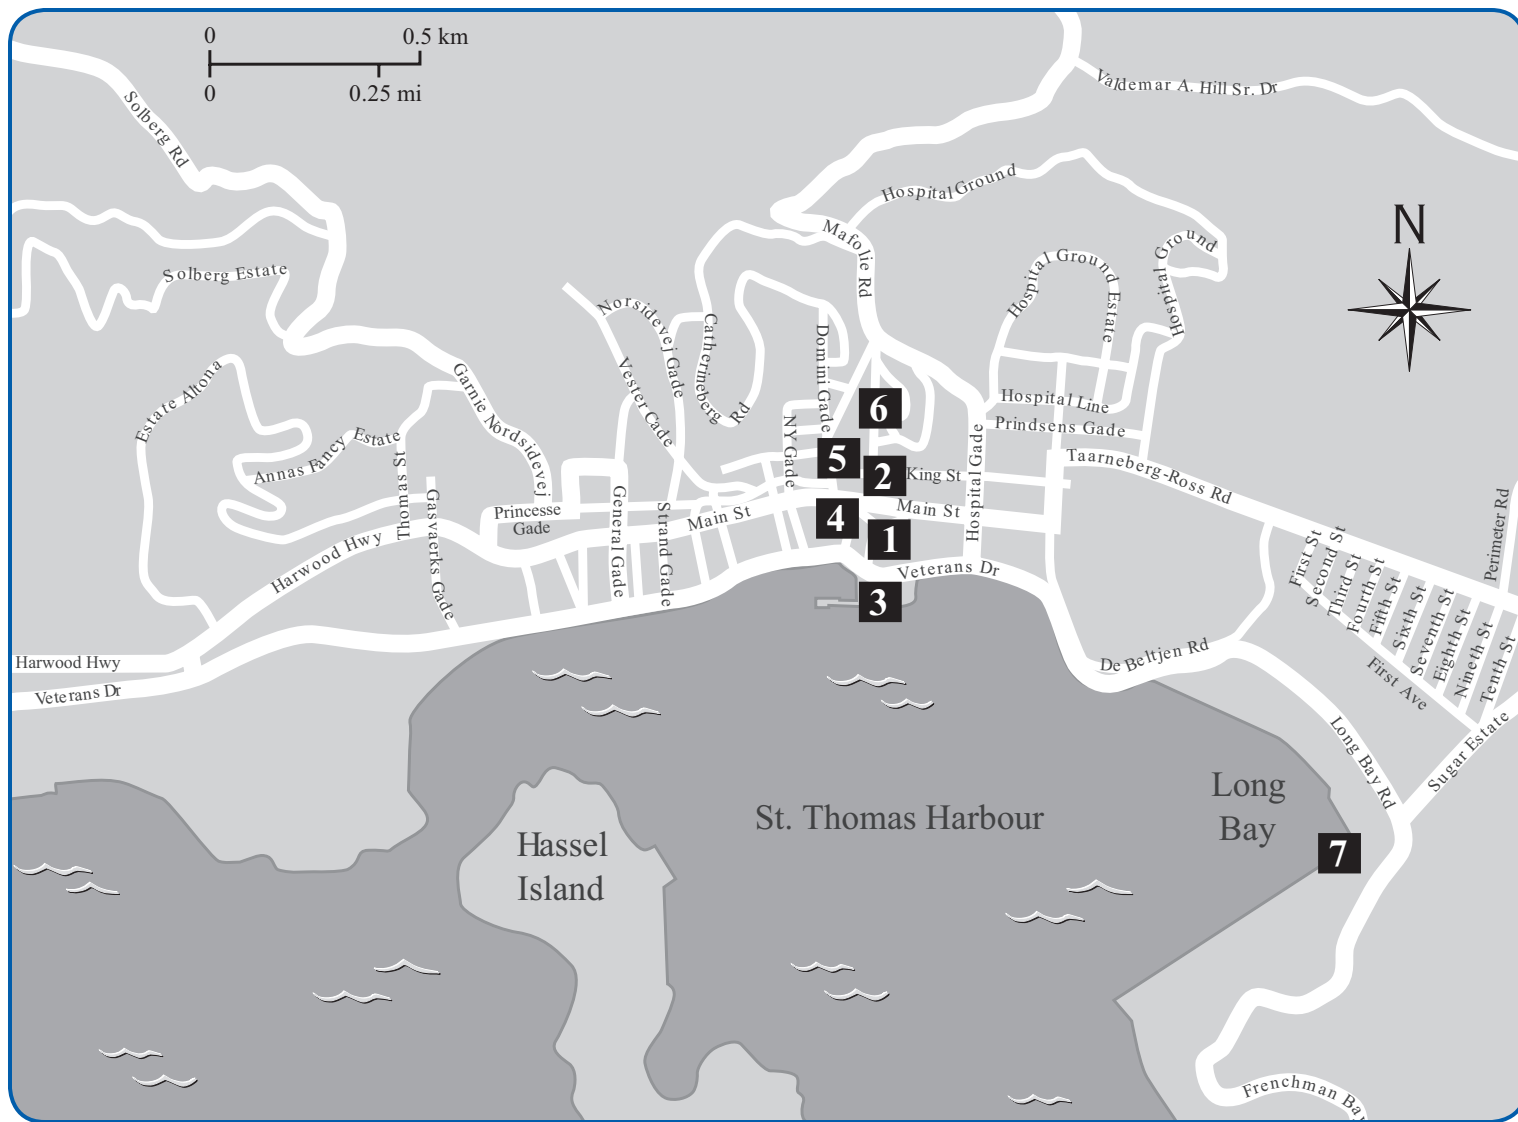 0
0.5 km
0
0.25 mi
Valdemar A. Hill Sr. Dr
Solberg Rd
Hospital Ground
N
Mafolie Rd
Hospital Ground Estate
Hospital Ground
Solberg Estate
Norsidevej Gade
Catherineberg Rd
Domini Gade
Vester Cade
Estate Altona
Garnie Nordsidevej
Hospital Line
Prindsens Gade
6
NY Gade
Annas Fancy Estate
Thomas St
5
2
King St
Hospital Gade
Taarneberg-Ross Rd
Gasvaerks Gade
Princesse
Gade
General Gade
Strand Gade
Main St
4
Main St
1
Perimeter Rd
Harwood Hwy
Veterans Dr
3
First St
Second St
Third St
Fourth St
Fifth St
Sixth St
Seventh St
Eighth St
Nineth St
Tenth St
First Ave
De Beltjen Rd
Harwood Hwy
Veterans Dr
Long Bay Rd
Sugar Estate
Long
Bay
St. Thomas Harbour
Hassel
Island
7
Frenchman Bay